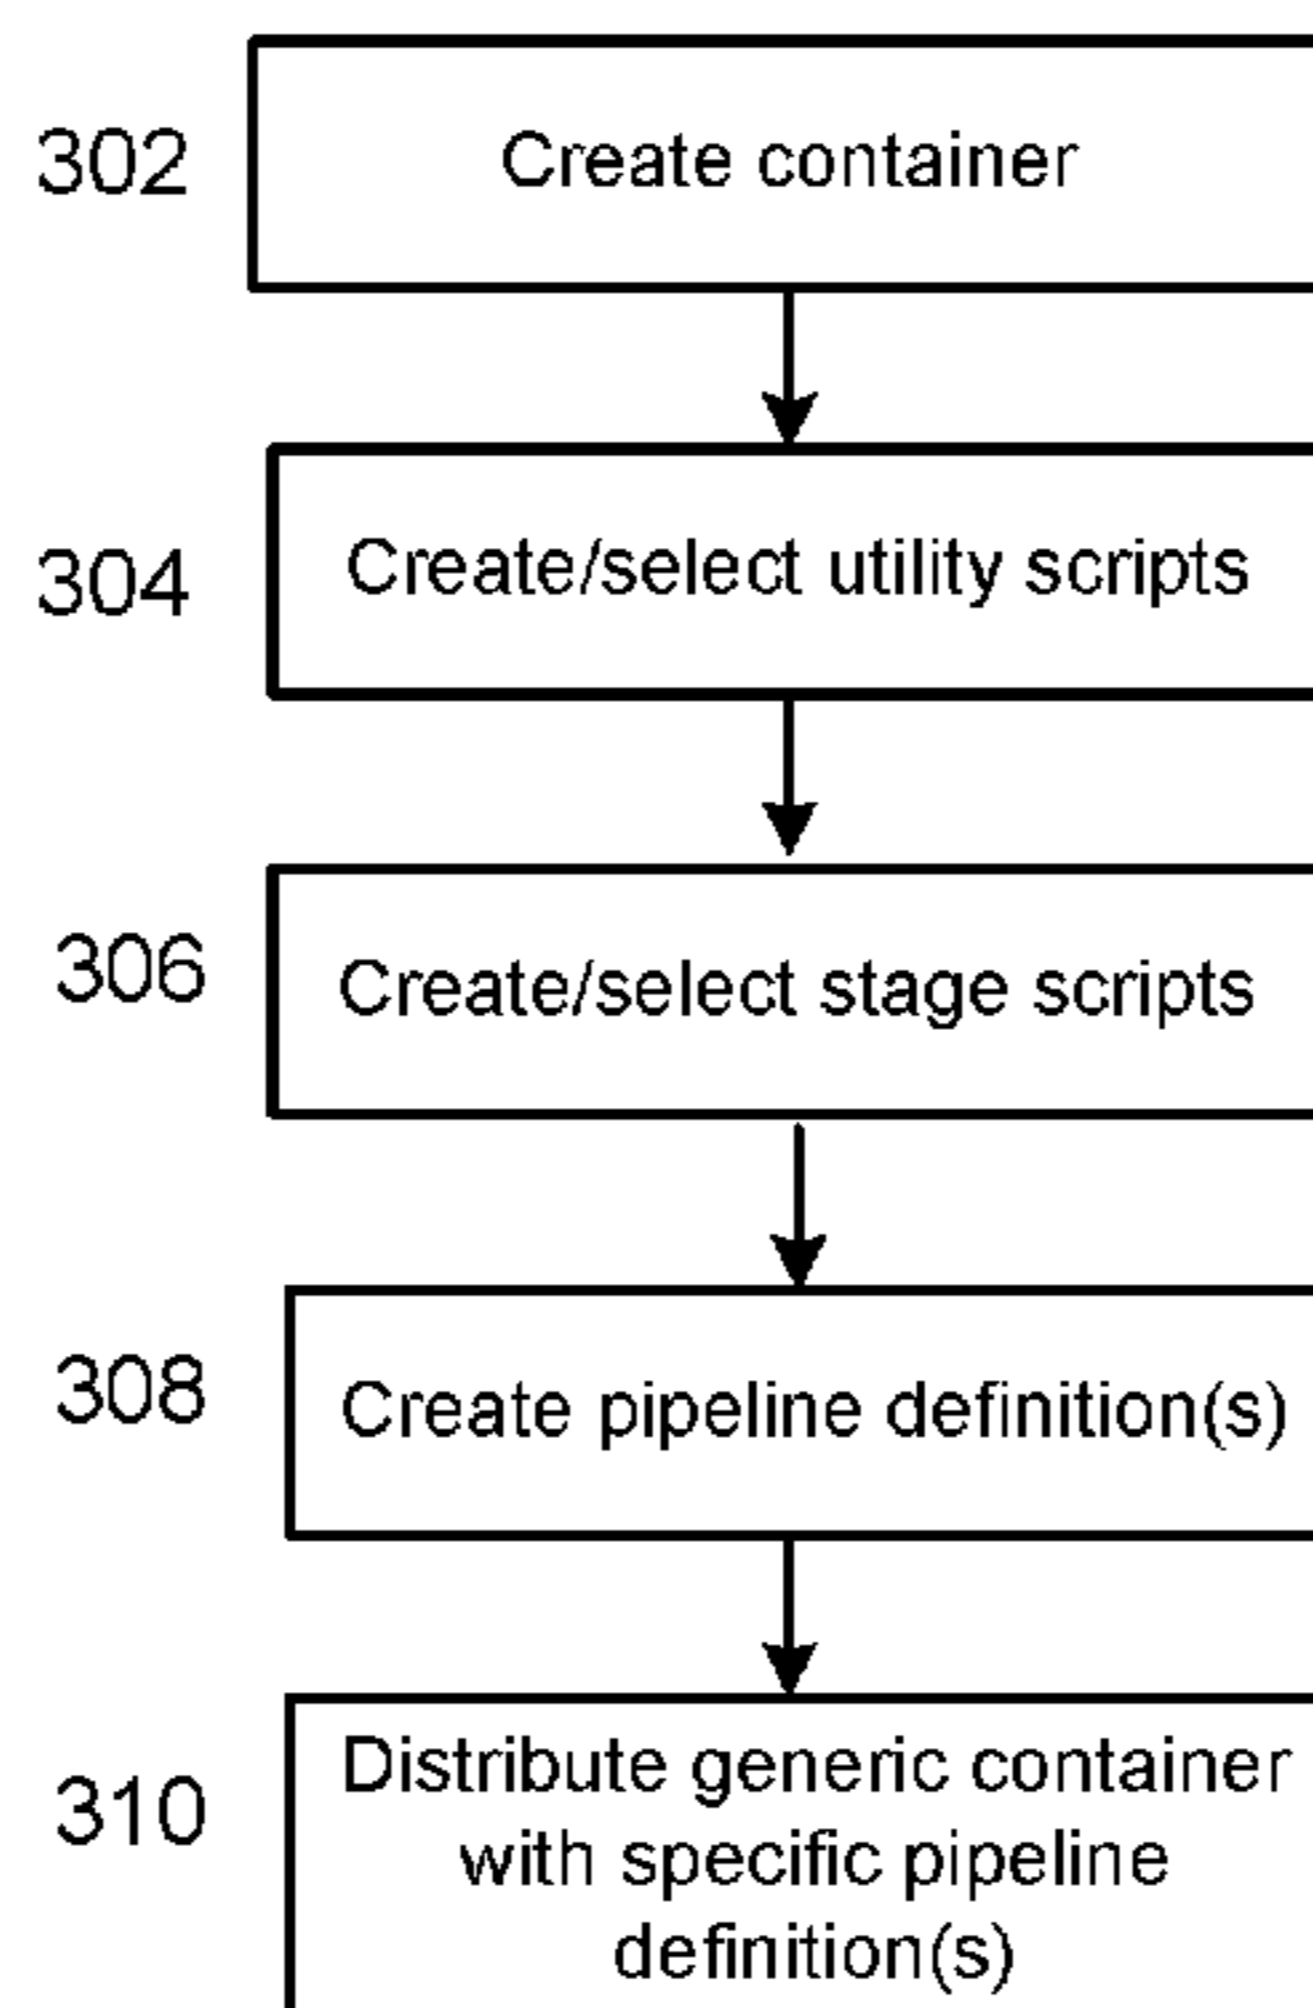 302
Create container
304
Create/select utility scripts
306
Create/select stage scripts
308
Create pipeline definition(s)
310
Distribute generic container
with specific pipeline
definition(s)